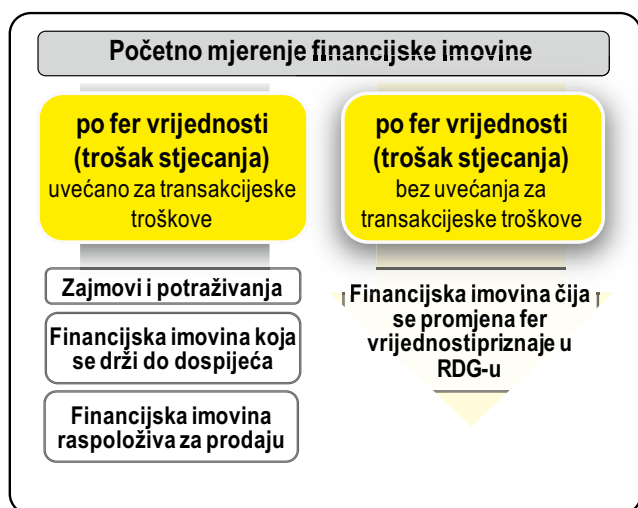 Početno mjerenje financijske imovine
po fer vrijednosti
(trošak stjecanja)
uvećano za transakcijeske
troškove
po fer vrijednosti
(trošak stjecanja)
bez uvećanja za
transakcijeske troškove
Zajmovi i potraživanja
Financijska imovina koja
se drži do dospijeća
Financijska imovina
raspoloživa za prodaju
Financijska imovina čija
se promjena fer
vrijednostipriznaje u
RDG-u